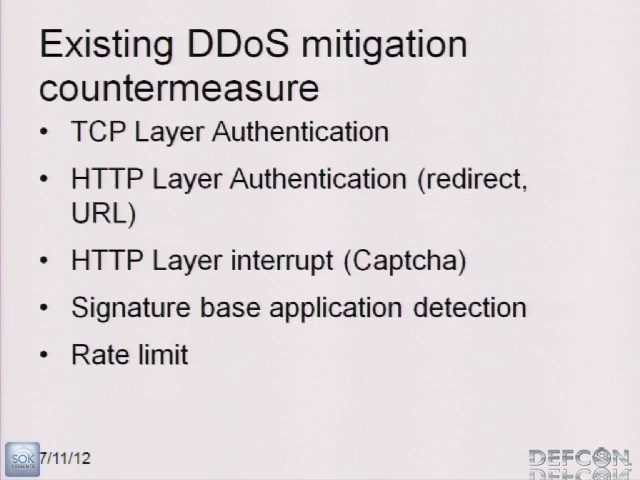 Existing DDoS mitigation
countermeasure
• TCP Layer Authentication
• HTTP Layer Authentication (redirect,
URL)
• HTTP Layer interrupt (Captcha)
• Signature base application detection
• Rate limit
SOK
7/11/12
DEFCON